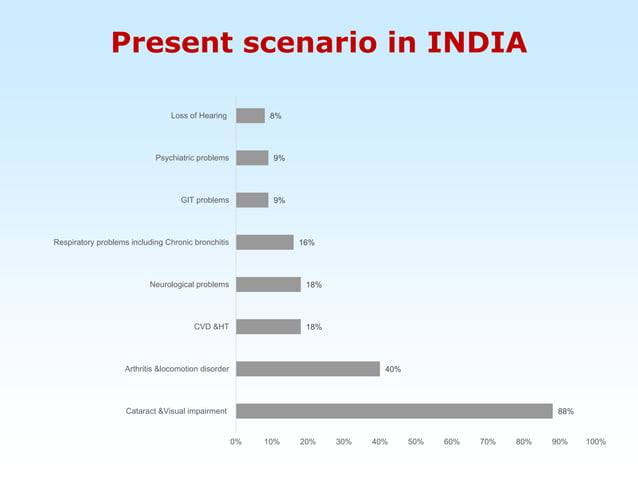 Present scenario in INDIA
Loss of Hearing 8%
Psychiatric problems 9%
GIT problems 9%
Respiratory problems including Chronic bronchitis 16%
Neurological problems 18%
CVD &HT 18%
Arthritis &locomotion disorder 40%
Cataract &Visual impairment 88%
0% 10% 20% 30% 40% 50% 60% 70% 80% 90% 100%